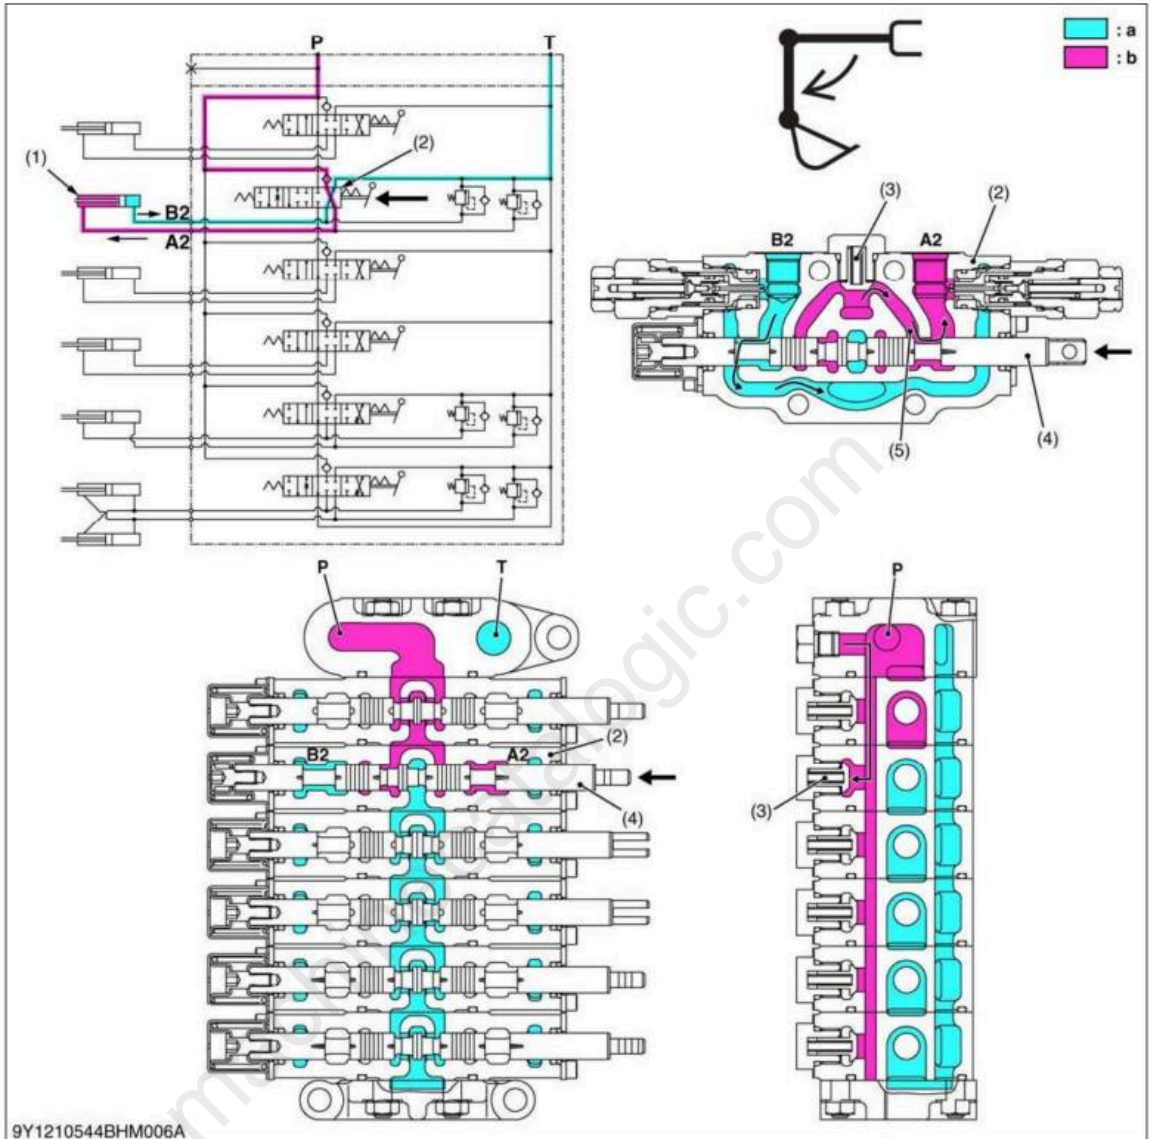 P
T
: a
: b
(1)
(2)
B2
A2
(3)
(2)
B2
A2
(5)
(4)
P
T
B2
A2
(2)
(4)
P
(3)
9Y1210544BHM006A